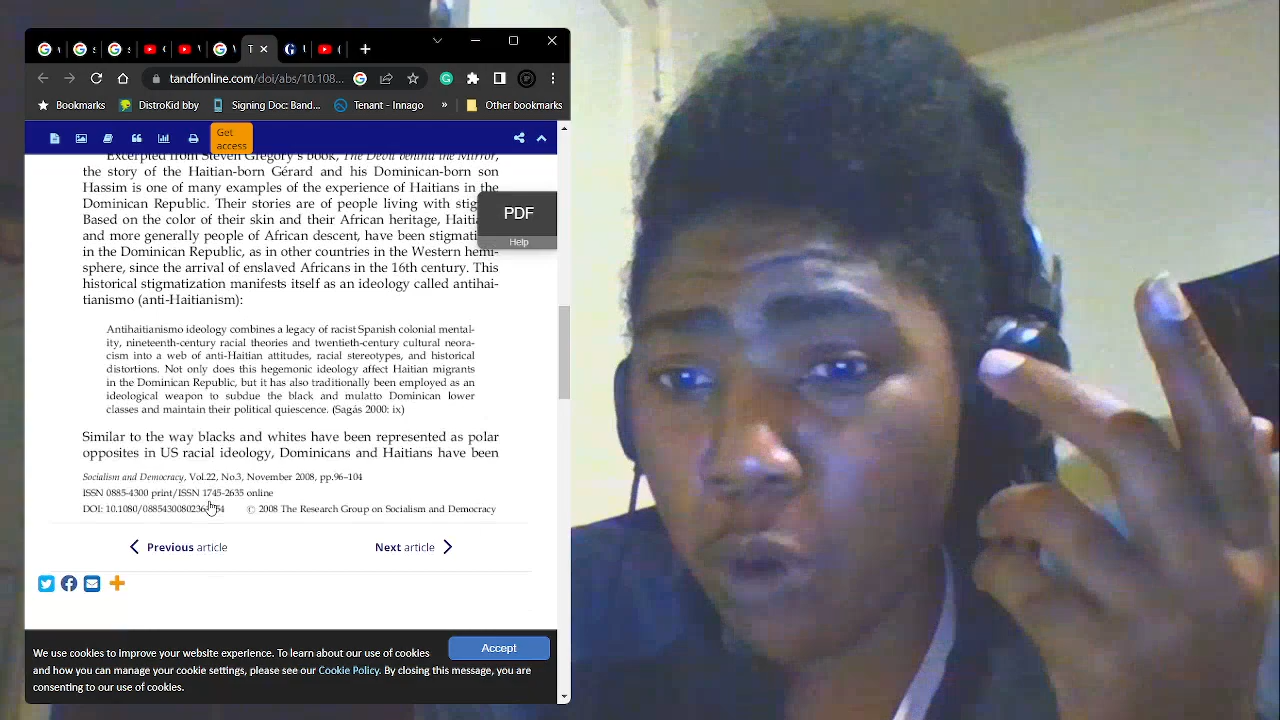 T
tandfonline.com/doi/abs/10.108...
Bookmarks DistroKid bby Signing Doc: Band... Tenant - Innago » Other bookmarks
Get
access
Excerpted from Steven Gregory's book, The Devil behind the Mirror,
the story of the Haitian-born Gérard and his Dominican-born son
Hassim is one of many examples of the experience of Haitians in the
Dominican Republic. Their stories are of people living with
Based on the color of their skin and their African heritage,
and more generally people of African descent, have been
in the Dominican Republic, as in other countries in the Western hemi-
sphere, since the arrival of enslaved Africans in the 16th century. This
historical stigmatization manifests itself as an ideology called antihai-
tianismo (anti-Haitianism):
PDF
Help
Antihaitianismo ideology combines a legacy of racist Spanish colonial mental-
ity, nineteenth-century racial theories and twentieth-century cultural neora-
cism into a web of anti-Haitian attitudes, racial stereotypes, and historical
distortions. Not only does this hegemonic ideology affect Haitian migrants
in the Dominican Republic, but it has also traditionally been employed as an
ideological weapon to subdue the black and mulatto Dominican lower
classes and maintain their political quiescence. (Sagás 2000: ix)
Similar to the way blacks and whites have been represented as polar
opposites in US racial ideology, Dominicans and Haitians have been
Socialism and Democracy, Vol.22, No.3, November 2008, pp.96–104
ISSN 0885-4300 print/ISSN 1745-2635 online
DOI: © 2008 The Research Group on Socialism and Democracy
Previous article Next article
We use cookies to improve your website experience. To learn about our use of cookies
and how you can manage your cookie settings, please see our Cookie Policy. By closing this message, you are
consenting to our use of cookies.
Accept